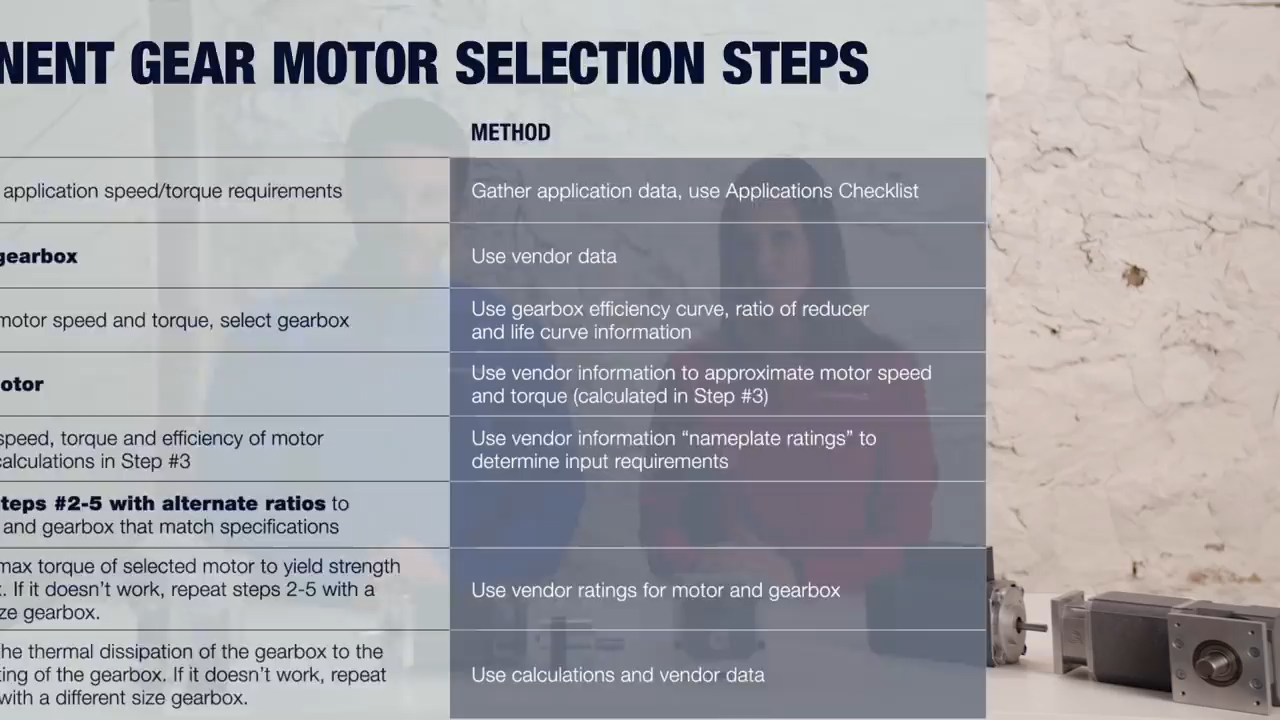 GEAR MOTOR SELECTION STEPS
METHOD
application speed/torque requirements
Gather application data, use Applications Checklist
gearbox
Use vendor data
motor speed and torque, select gearbox
Use gearbox efficiency curve, ratio of reducer
and life curve information
Use vendor information to approximate motor speed
and torque (calculated in Step #3)
speed, torque and efficiency of motor
calculations in Step #3
Use vendor information “nameplate ratings” to
determine input requirements
#2-5 with alternate ratios to
and gearbox that match specifications
max torque of selected motor to yield strength
If it doesn’t work, repeat steps 2-5 with a
gearbox.
Use vendor ratings for motor and gearbox
the thermal dissipation of the gearbox to the
of the gearbox. If it doesn’t work, repeat
with a different size gearbox.
Use calculations and vendor data